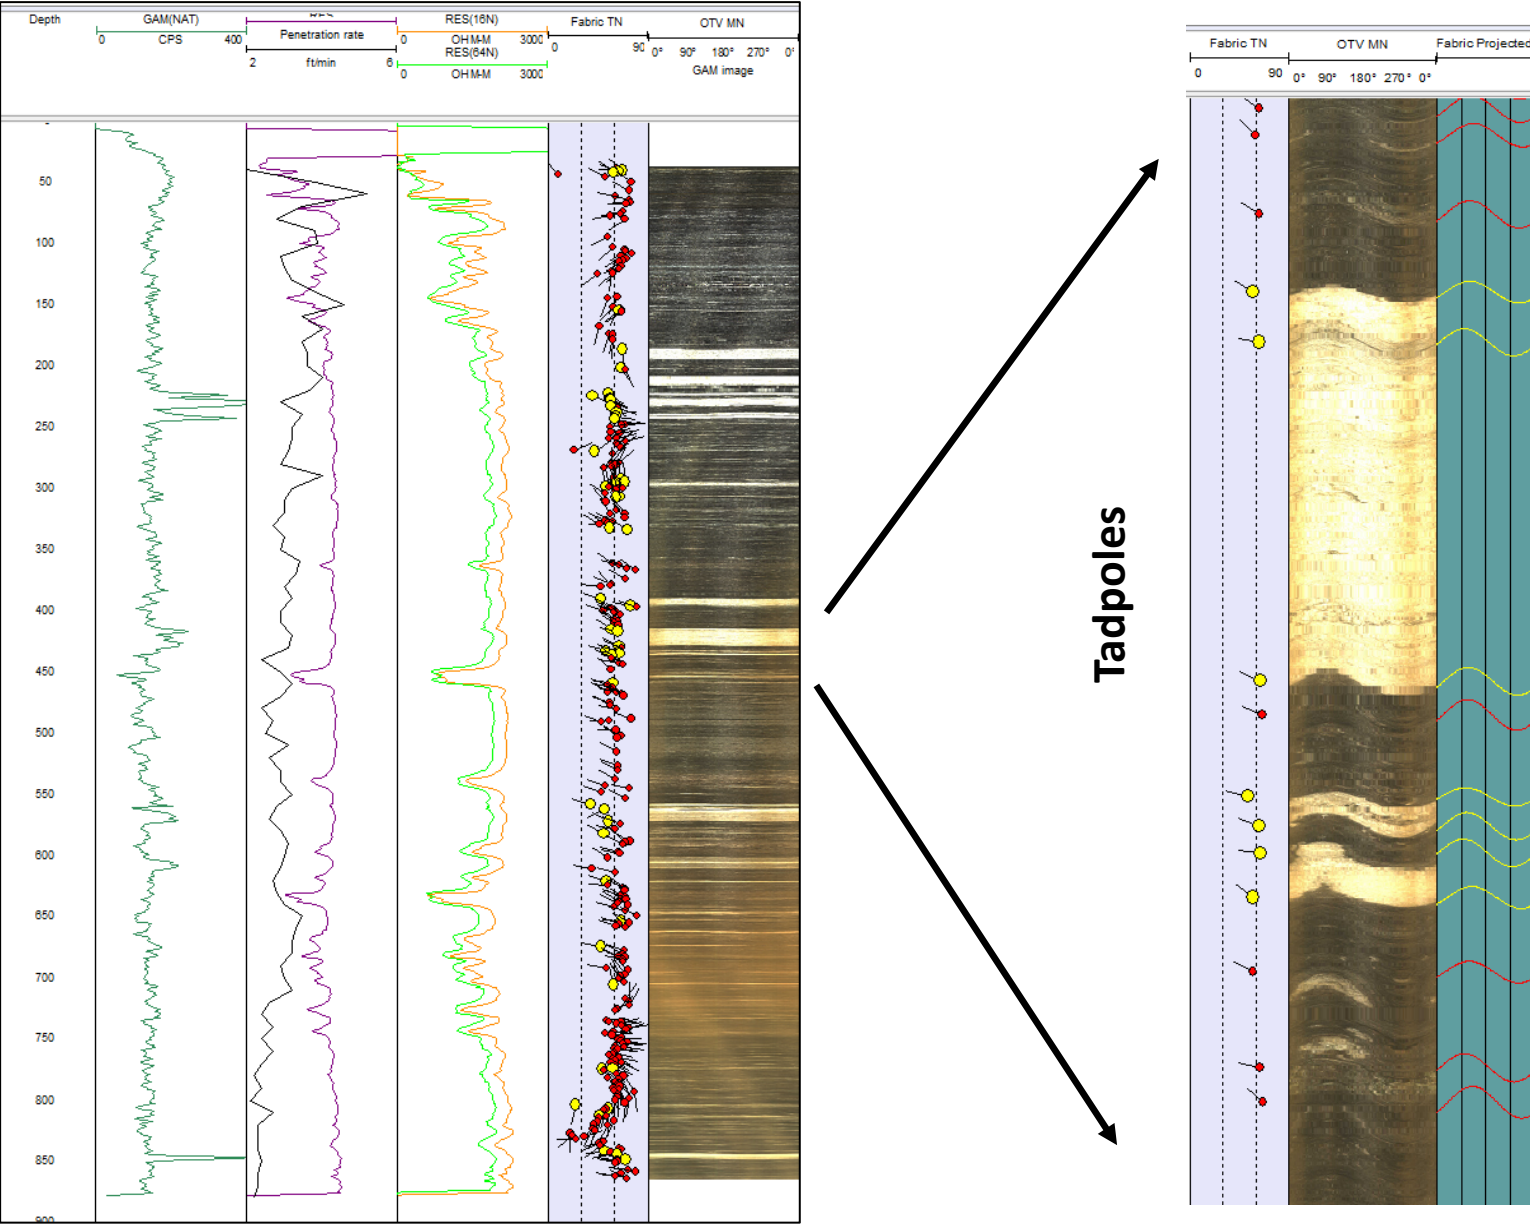 Depth
GAM(NAT)
0 CPS 400
Penetration rate
2 ft/min 6
RES(16N)
0 OHM-M 3000
RES(64N)
0 OHM-M 3000
Fabric TN
0 90
OTV MN
0° 90° 180° 270° 0°
GAM image
50
100
150
200
250
300
350
400
450
500
550
600
650
700
750
800
850
900
Tadpoles
Fabric TN
0 90
OTV MN
0° 90° 180° 270° 0°
Fabric Projected